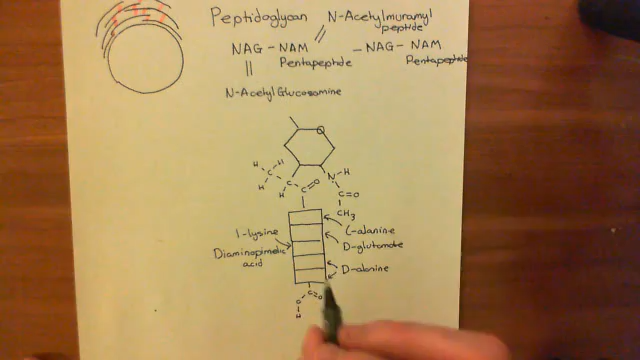 Peptidoglycan
N-Acetylmuramyl
peptide
NAG - NAM - NAG - NAM
Pentapeptide Pentapeptide
N-Acetyl Glucosamine
O
H H
C
H
C
H
C=O
N-H
C=O
CH3
L-lysine
Diaminopimelic
acid
L-alanine
D-glutamate
D-alanine
C=O
O
H